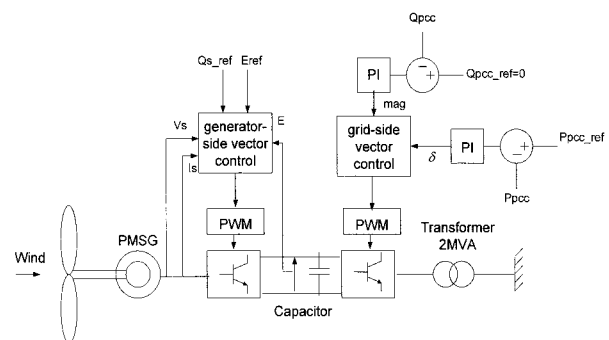 Qpcc
Qs_ref Eref
PI
−
+
Qpcc_ref=0
mag
Vs
E
generator-
side vector
control
Is
grid-side
vector
control
δ
PI
−
+
Ppcc_ref
Ppcc
PWM
PWM
Transformer
2MVA
PMSG
Wind
Capacitor